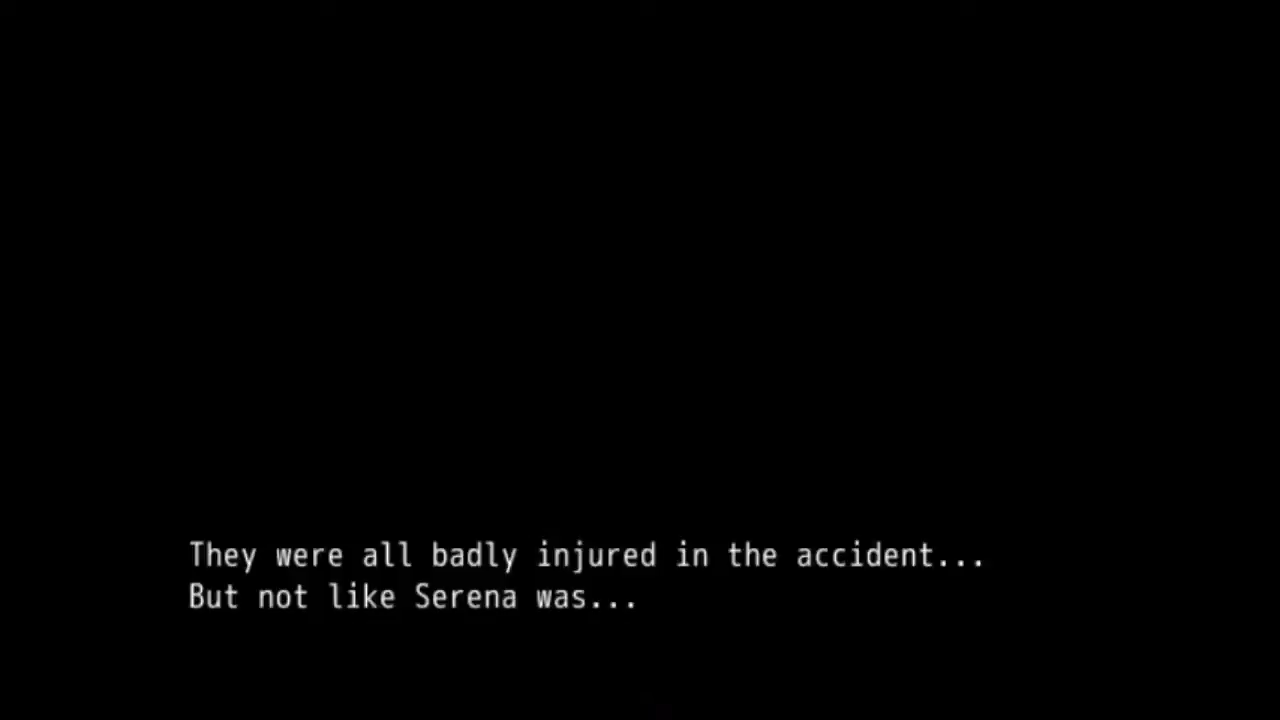 They were all badly injured in the accident...
But not like Serena was...